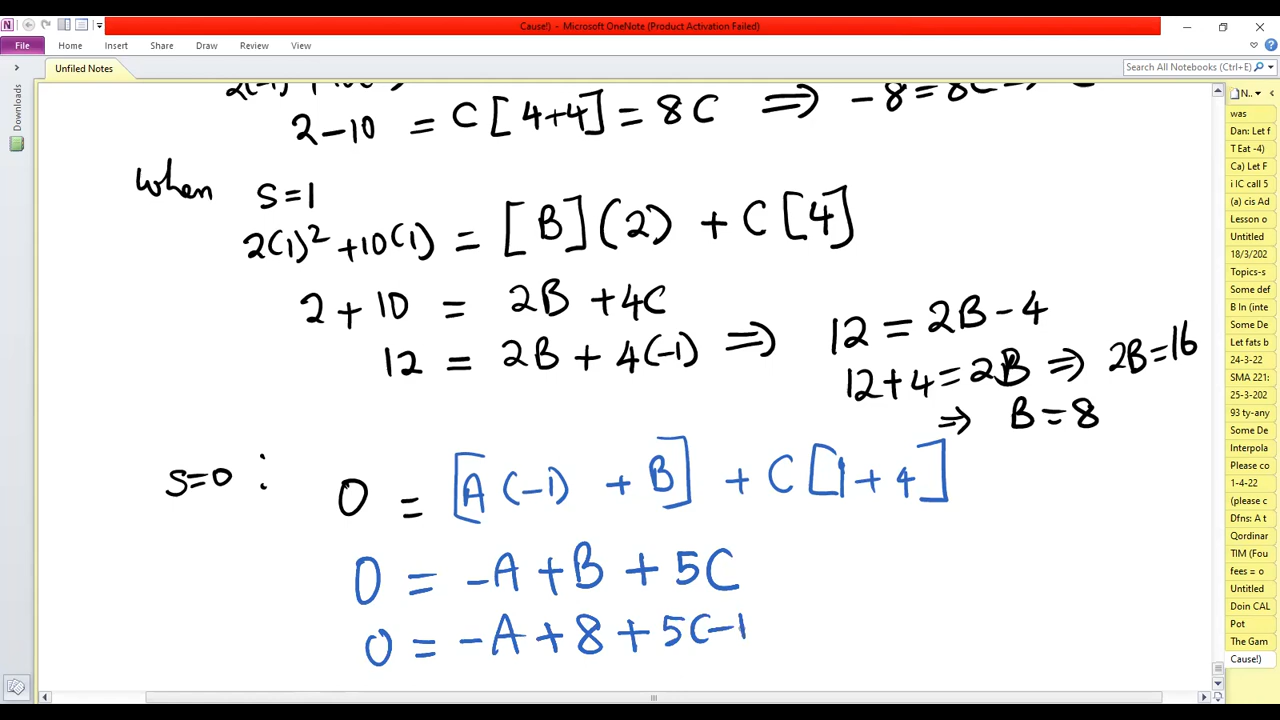 Cause!) - Microsoft OneNote (Product Activation Failed)
File Home Insert Share Draw Review View
Unfiled Notes
Search All Notebooks (Ctrl+E)
Downloads
2-10 = C[4+4] = 8C ⇒ -8=8C
When s=1
2(1)²+10(1) = [B](2) + C[4]
2+10 = 2B+4C
12 = 2B+4(-1) ⇒ 12 = 2B-4
12+4=2B ⇒ 2B=16
⇒ B=8
s=0 : 0 = [A(-1) + B] + C[1+4]
0 = -A+B+5C
0 = -A+8+5(-1
N..
was
Dan: Let f
T Eat -4)
Ca) Let F
i IC call 5
(a) cis Ad
Lesson o
Untitled
18/3/202
Topics-s
Some def
B In (inte
Some De
Let fats b
24-3-22
SMA 221:
25-3-202
93 ty-any
Some De
Interpola
Please co
1-4-22
(please c
Dfns: A t
Qordinar
TIM (Fou
fees = o
Untitled
Doin CAL
Pot
The Gam
Cause!)